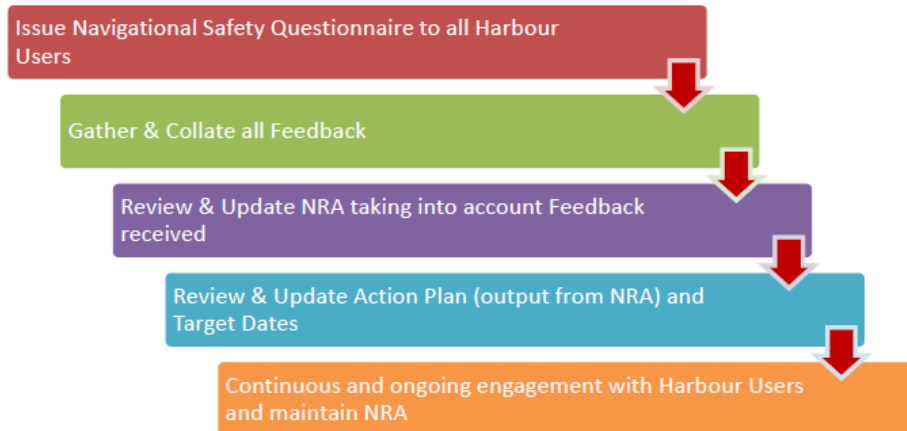 Issue Navigational Safety Questionnaire to all Harbour
Users
Gather & Collate all Feedback
Review & Update NRA taking into account Feedback
received
Review & Update Action Plan (output from NRA) and
Target Dates
Continuous and ongoing engagement with Harbour Users
and maintain NRA